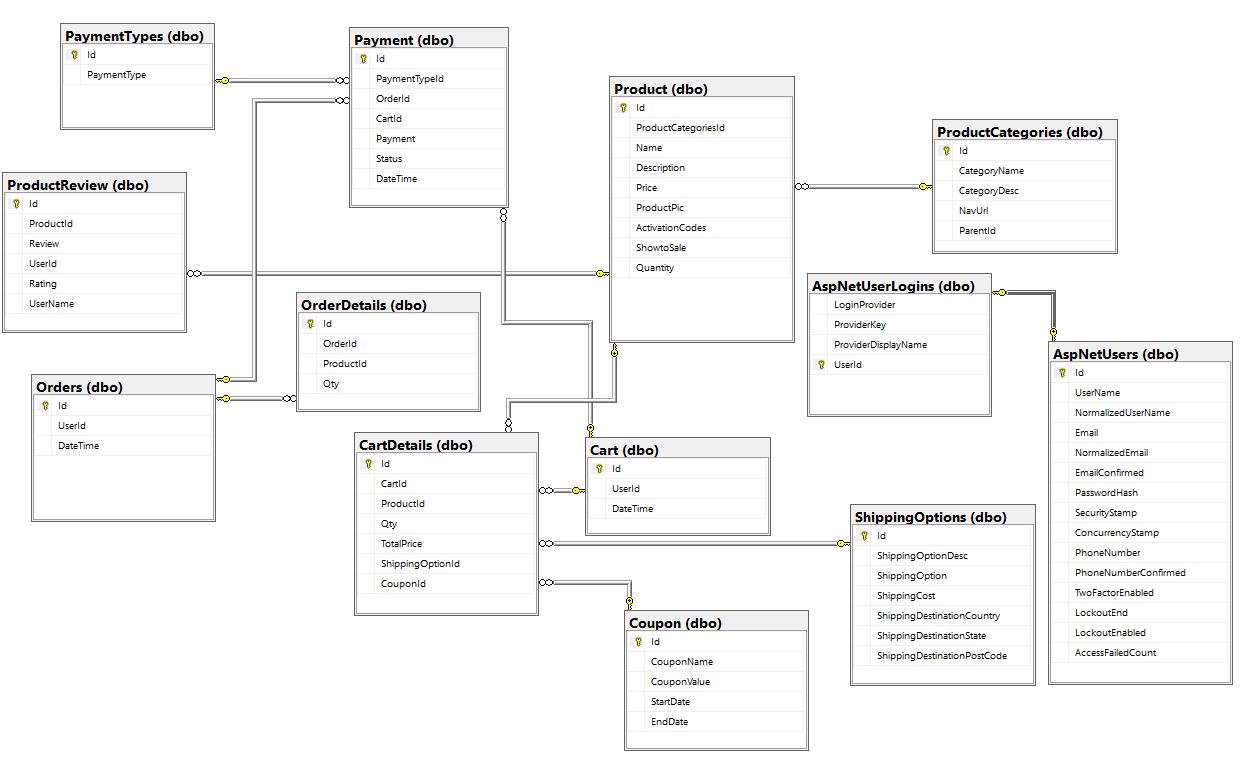 PaymentTypes (dbo)
Id
PaymentType
Payment (dbo)
Id
PaymentTypeId
OrderId
CartId
Payment
Status
DateTime
Product (dbo)
Id
ProductCategoriesId
Name
Description
Price
ProductPic
ActivationCodes
ShowtoSale
Quantity
ProductCategories (dbo)
Id
CategoryName
CategoryDesc
NavUrl
ParentId
ProductReview (dbo)
Id
ProductId
Review
UserId
Rating
UserName
OrderDetails (dbo)
Id
OrderId
ProductId
Qty
AspNetUserLogins (dbo)
LoginProvider
ProviderKey
ProviderDisplayName
UserId
AspNetUsers (dbo)
Id
UserName
NormalizedUserName
Email
NormalizedEmail
EmailConfirmed
PasswordHash
SecurityStamp
ConcurrencyStamp
PhoneNumber
PhoneNumberConfirmed
TwoFactorEnabled
LockoutEnd
LockoutEnabled
AccessFailedCount
Orders (dbo)
Id
UserId
DateTime
CartDetails (dbo)
Id
CartId
ProductId
Qty
TotalPrice
ShippingOptionId
CouponId
Cart (dbo)
Id
UserId
DateTime
ShippingOptions (dbo)
Id
ShippingOptionDesc
ShippingOption
ShippingCost
ShippingDestinationCountry
ShippingDestinationState
ShippingDestinationPostCode
Coupon (dbo)
Id
CouponName
CouponValue
StartDate
EndDate